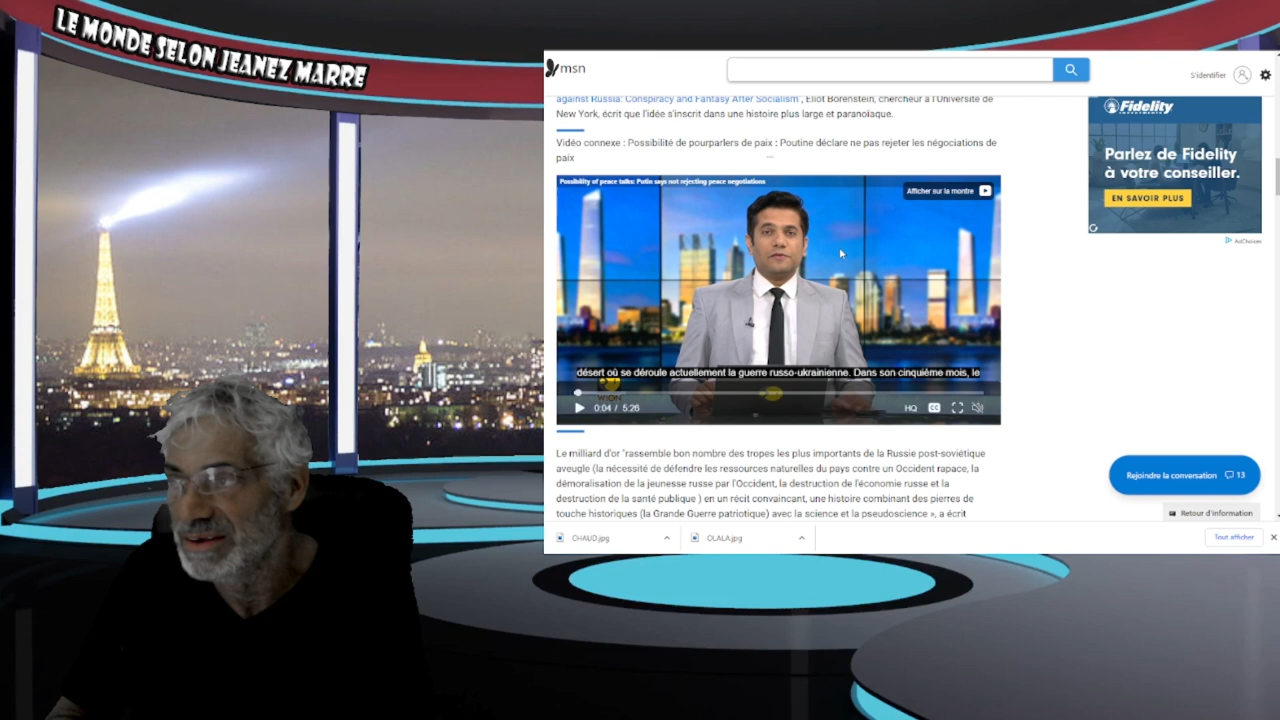 LE MONDE SELON JEANEZ MARRE
msn
S'identifier
against Russia: Conspiracy and Fantasy After Socialism", Eliot Borenstein, chercheur à l'Université de
New York, écrit que l'idée s'inscrit dans une histoire plus large et paranoïaque.
Vidéo connexe : Possibilité de pourparlers de paix : Poutine déclare ne pas rejeter les négociations de
paix
Possibility of peace talks: Putin says not rejecting peace negotiations
Afficher sur la montre
désert où se déroule actuellement la guerre russo-ukrainienne. Dans son cinquième mois, le
WION
0:04 / 5:26
HQ
CC
Fidelity
INVESTMENTS
Parlez de Fidelity
à votre conseiller.
EN SAVOIR PLUS
AdChoices
Le milliard d'or "rassemble bon nombre des tropes les plus importants de la Russie post-soviétique
aveugle (la nécessité de défendre les ressources naturelles du pays contre un Occident rapace, la
démoralisation de la jeunesse russe par l'Occident, la destruction de l'économie russe et la
destruction de la santé publique ) en un récit convaincant, une histoire combinant des pierres de
touche historiques (la Grande Guerre patriotique) avec la science et la pseudoscience », a écrit
Rejoindre la conversation 13
Retour d'information
CHAUD.jpg
OLALA.jpg
Tout afficher